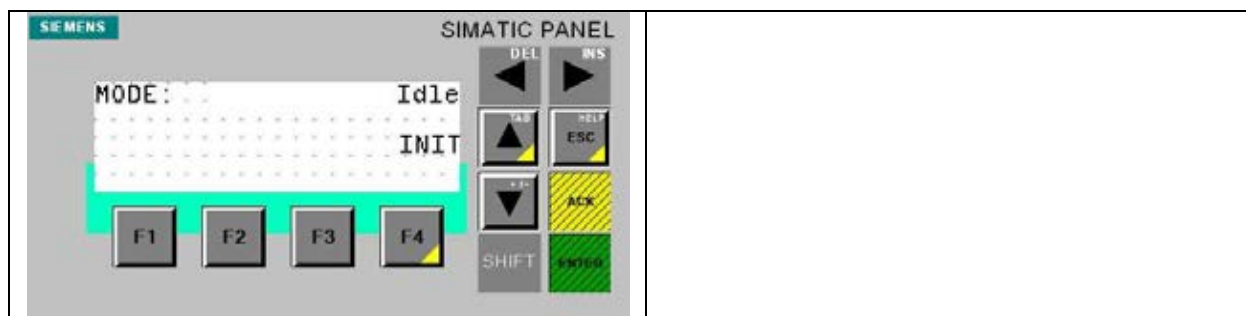 SIEMENS
SIMATIC PANEL
DEL INS
MODE: Idle
TAB HELP
ESC
INIT
+/-
ACK
F1 F2 F3 F4
SHIFT ENTER